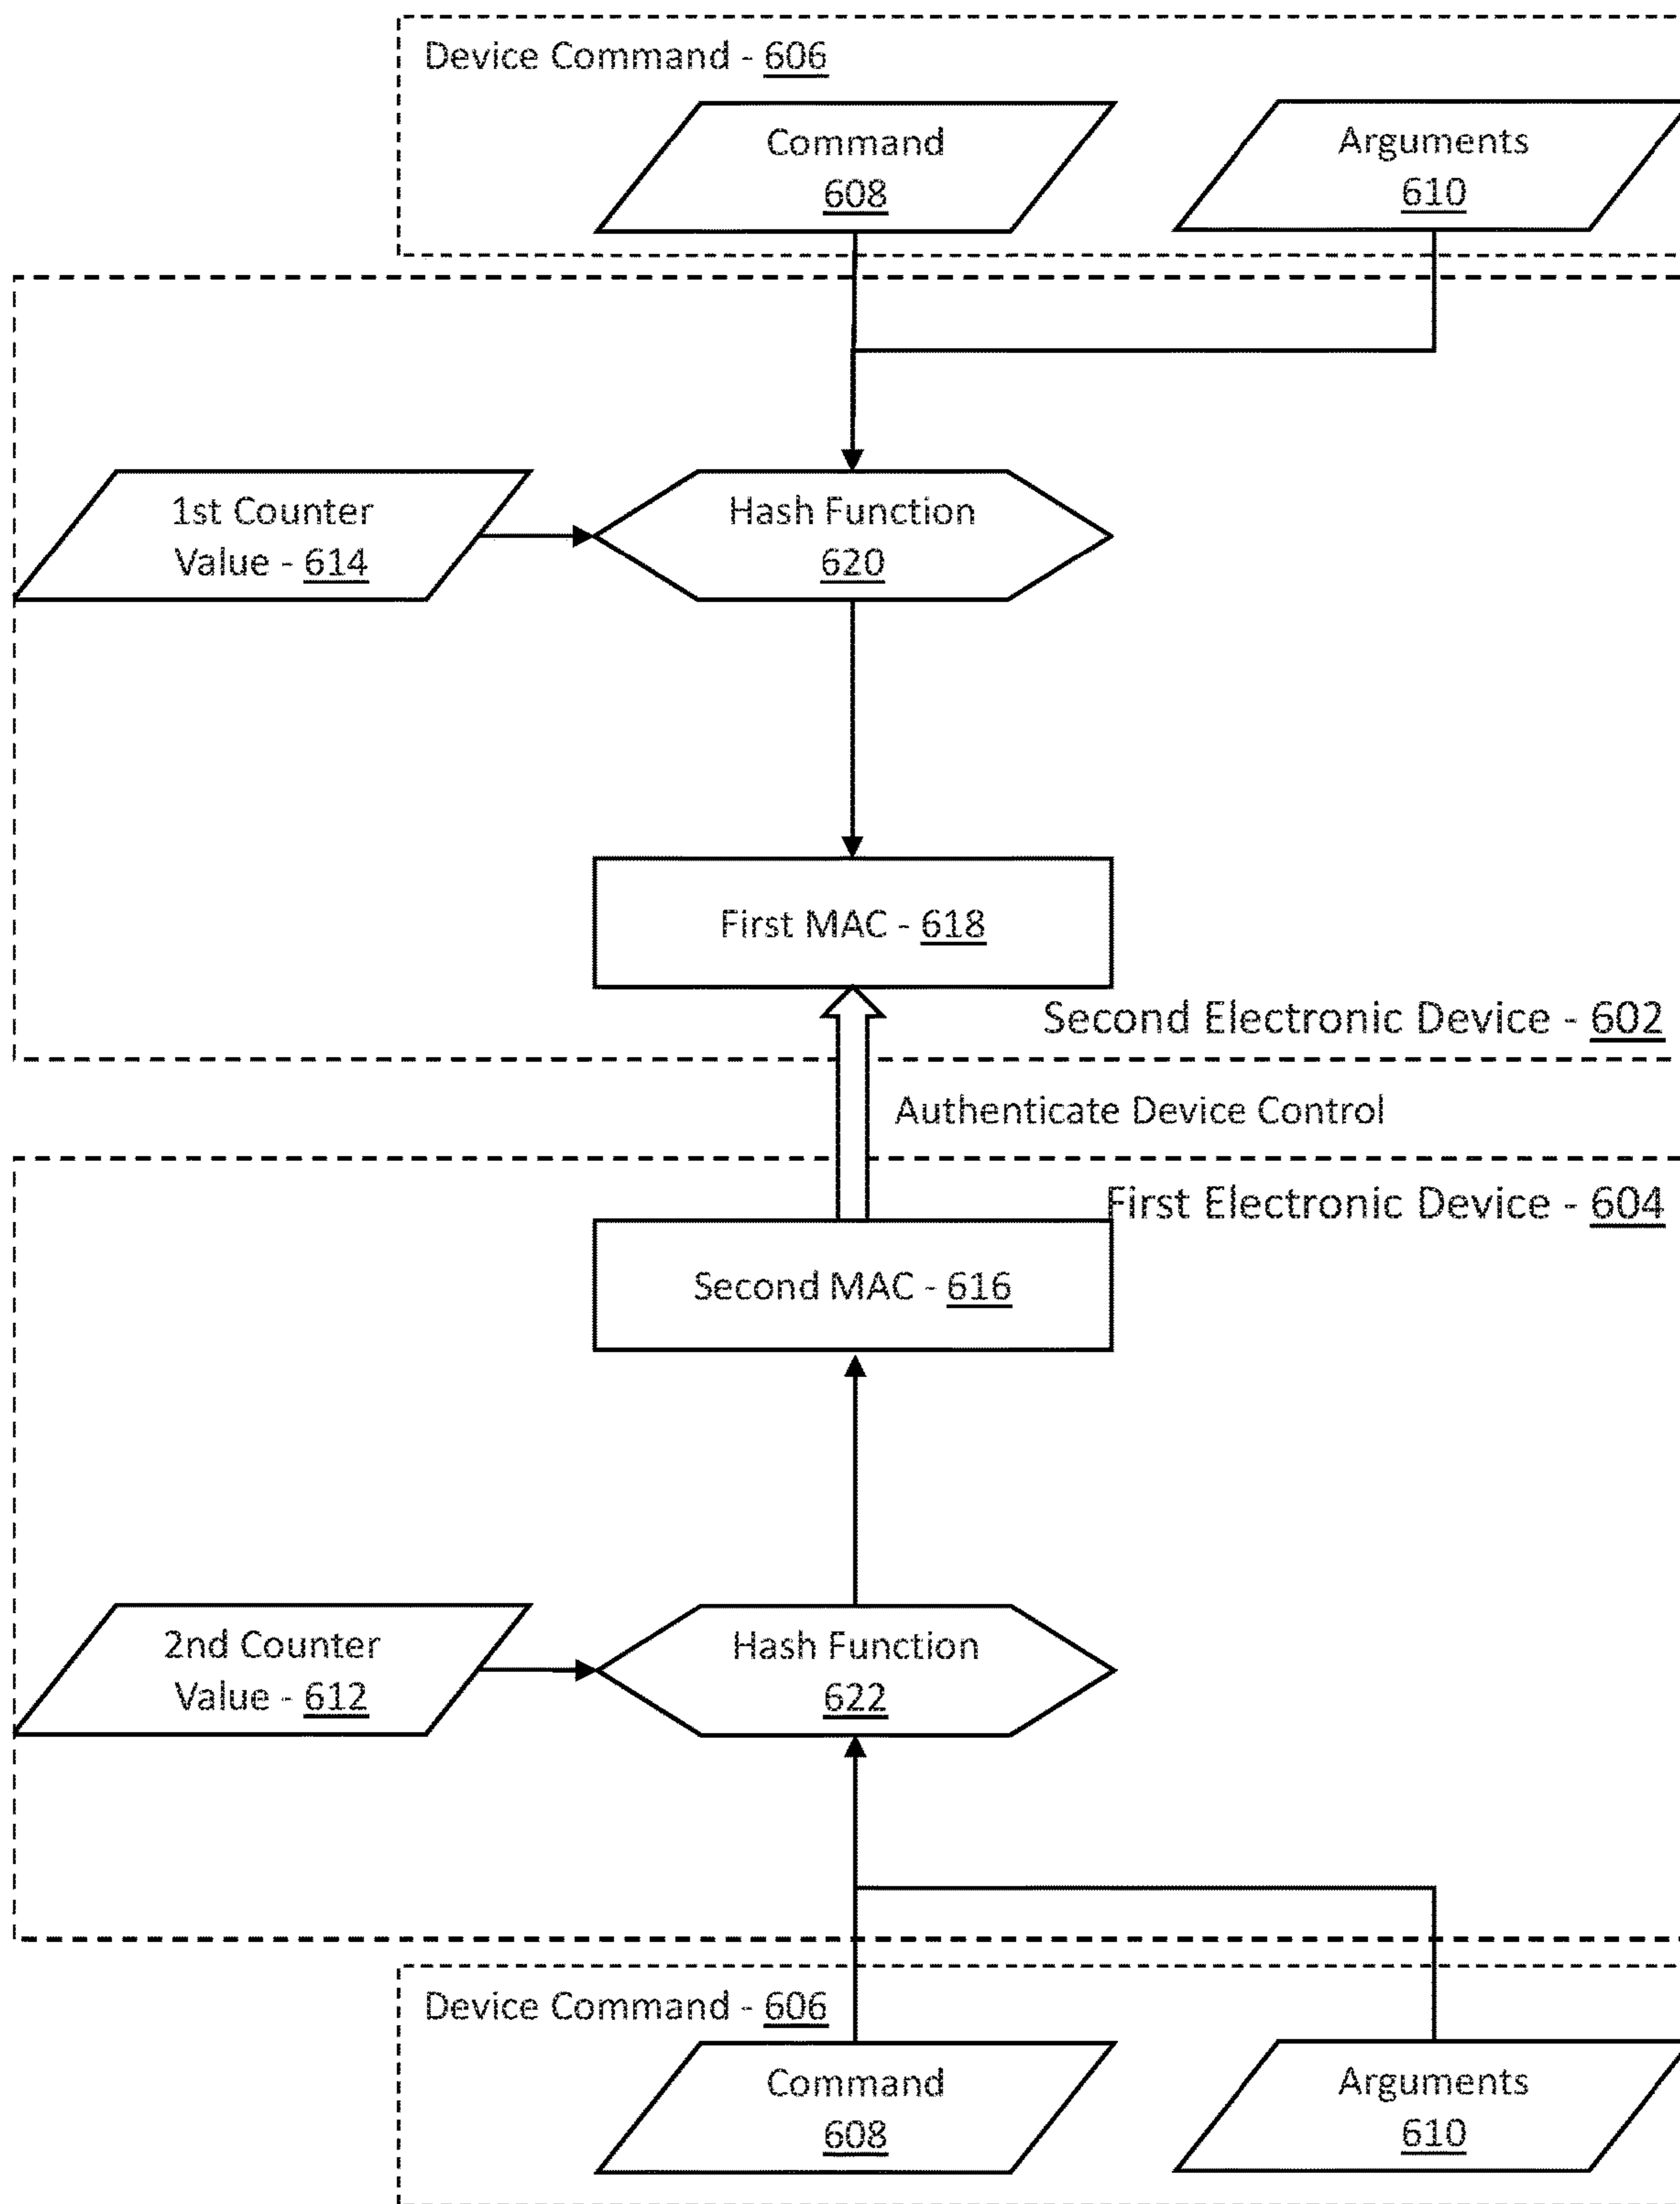 Device Command - 606
Command
608
Arguments
610
1st Counter
Value - 614
Hash Function
620
First MAC - 618
Second Electronic Device - 602
Authenticate Device Control
First Electronic Device - 604
Second MAC - 616
2nd Counter
Value - 612
Hash Function
622
Device Command - 606
Command
608
Arguments
610